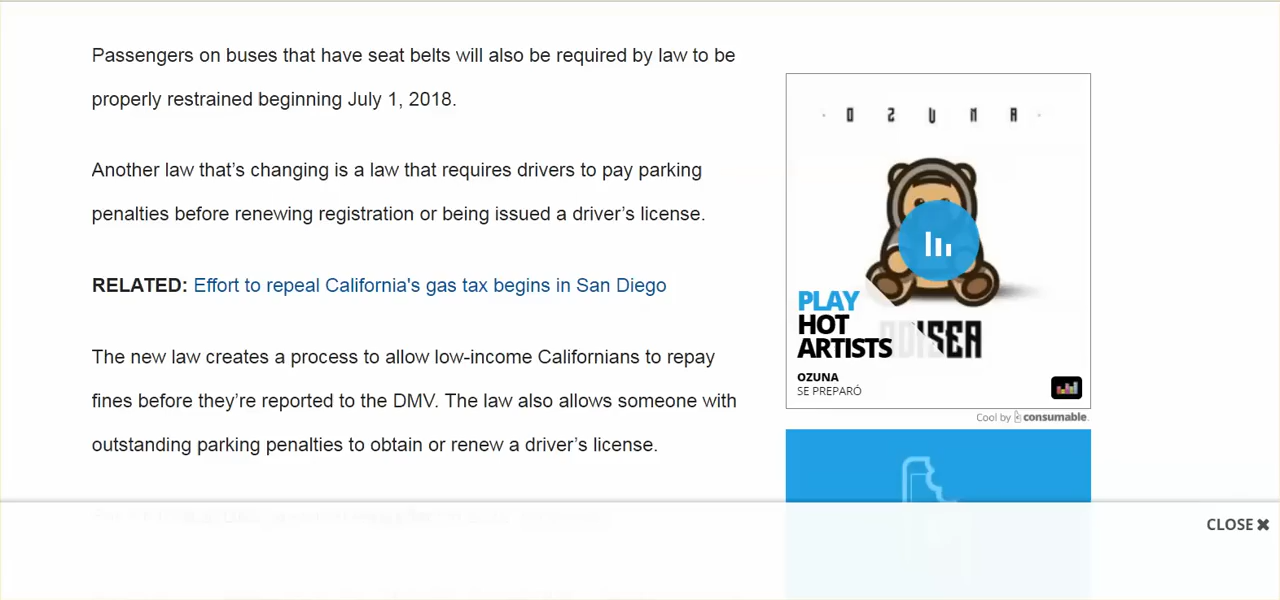 Passengers on buses that have seat belts will also be required by law to be
properly restrained beginning July 1, 2018.
Another law that’s changing is a law that requires drivers to pay parking
penalties before renewing registration or being issued a driver’s license.
RELATED: Effort to repeal California's gas tax begins in San Diego
The new law creates a process to allow low-income Californians to repay
fines before they’re reported to the DMV. The law also allows someone with
outstanding parking penalties to obtain or renew a driver’s license.
OZUNA
PLAY
HOT
ARTISTS
OZUNA
SE PREPARÓ
Cool by consumable.
CLOSE ✖